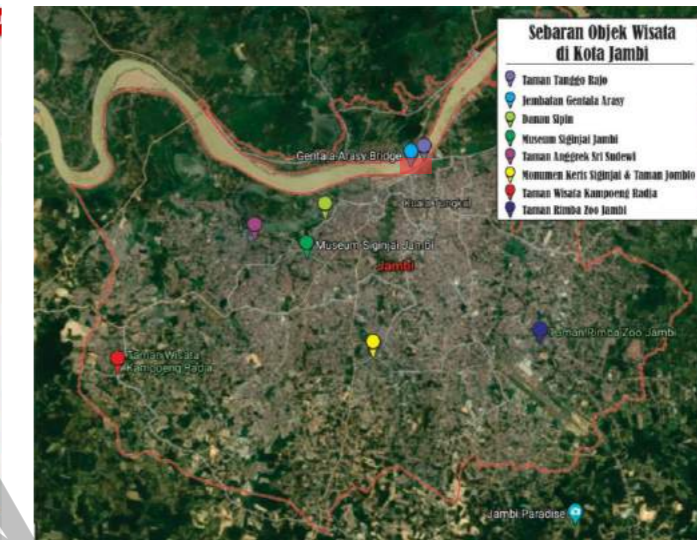 Sebaran Objek Wisata
di Kota Jambi
Taman Tanggo Rajo
Jembatan Gentala Arasy
Danau Sipin
Museum Siginjai Jambi
Taman Anggrek Sri Sudewi
Monumen Keris Siginjai & Taman Jomblo
Taman Wisata Kampoeng Radja
Taman Rimba Zoo Jambi
Gentala Arasy Bridge
Museum Siginjai Jambi
Jambi
Taman Rimba Zoo Jambi
Taman Wisata
Kampoeng Radja
Jambi Paradise